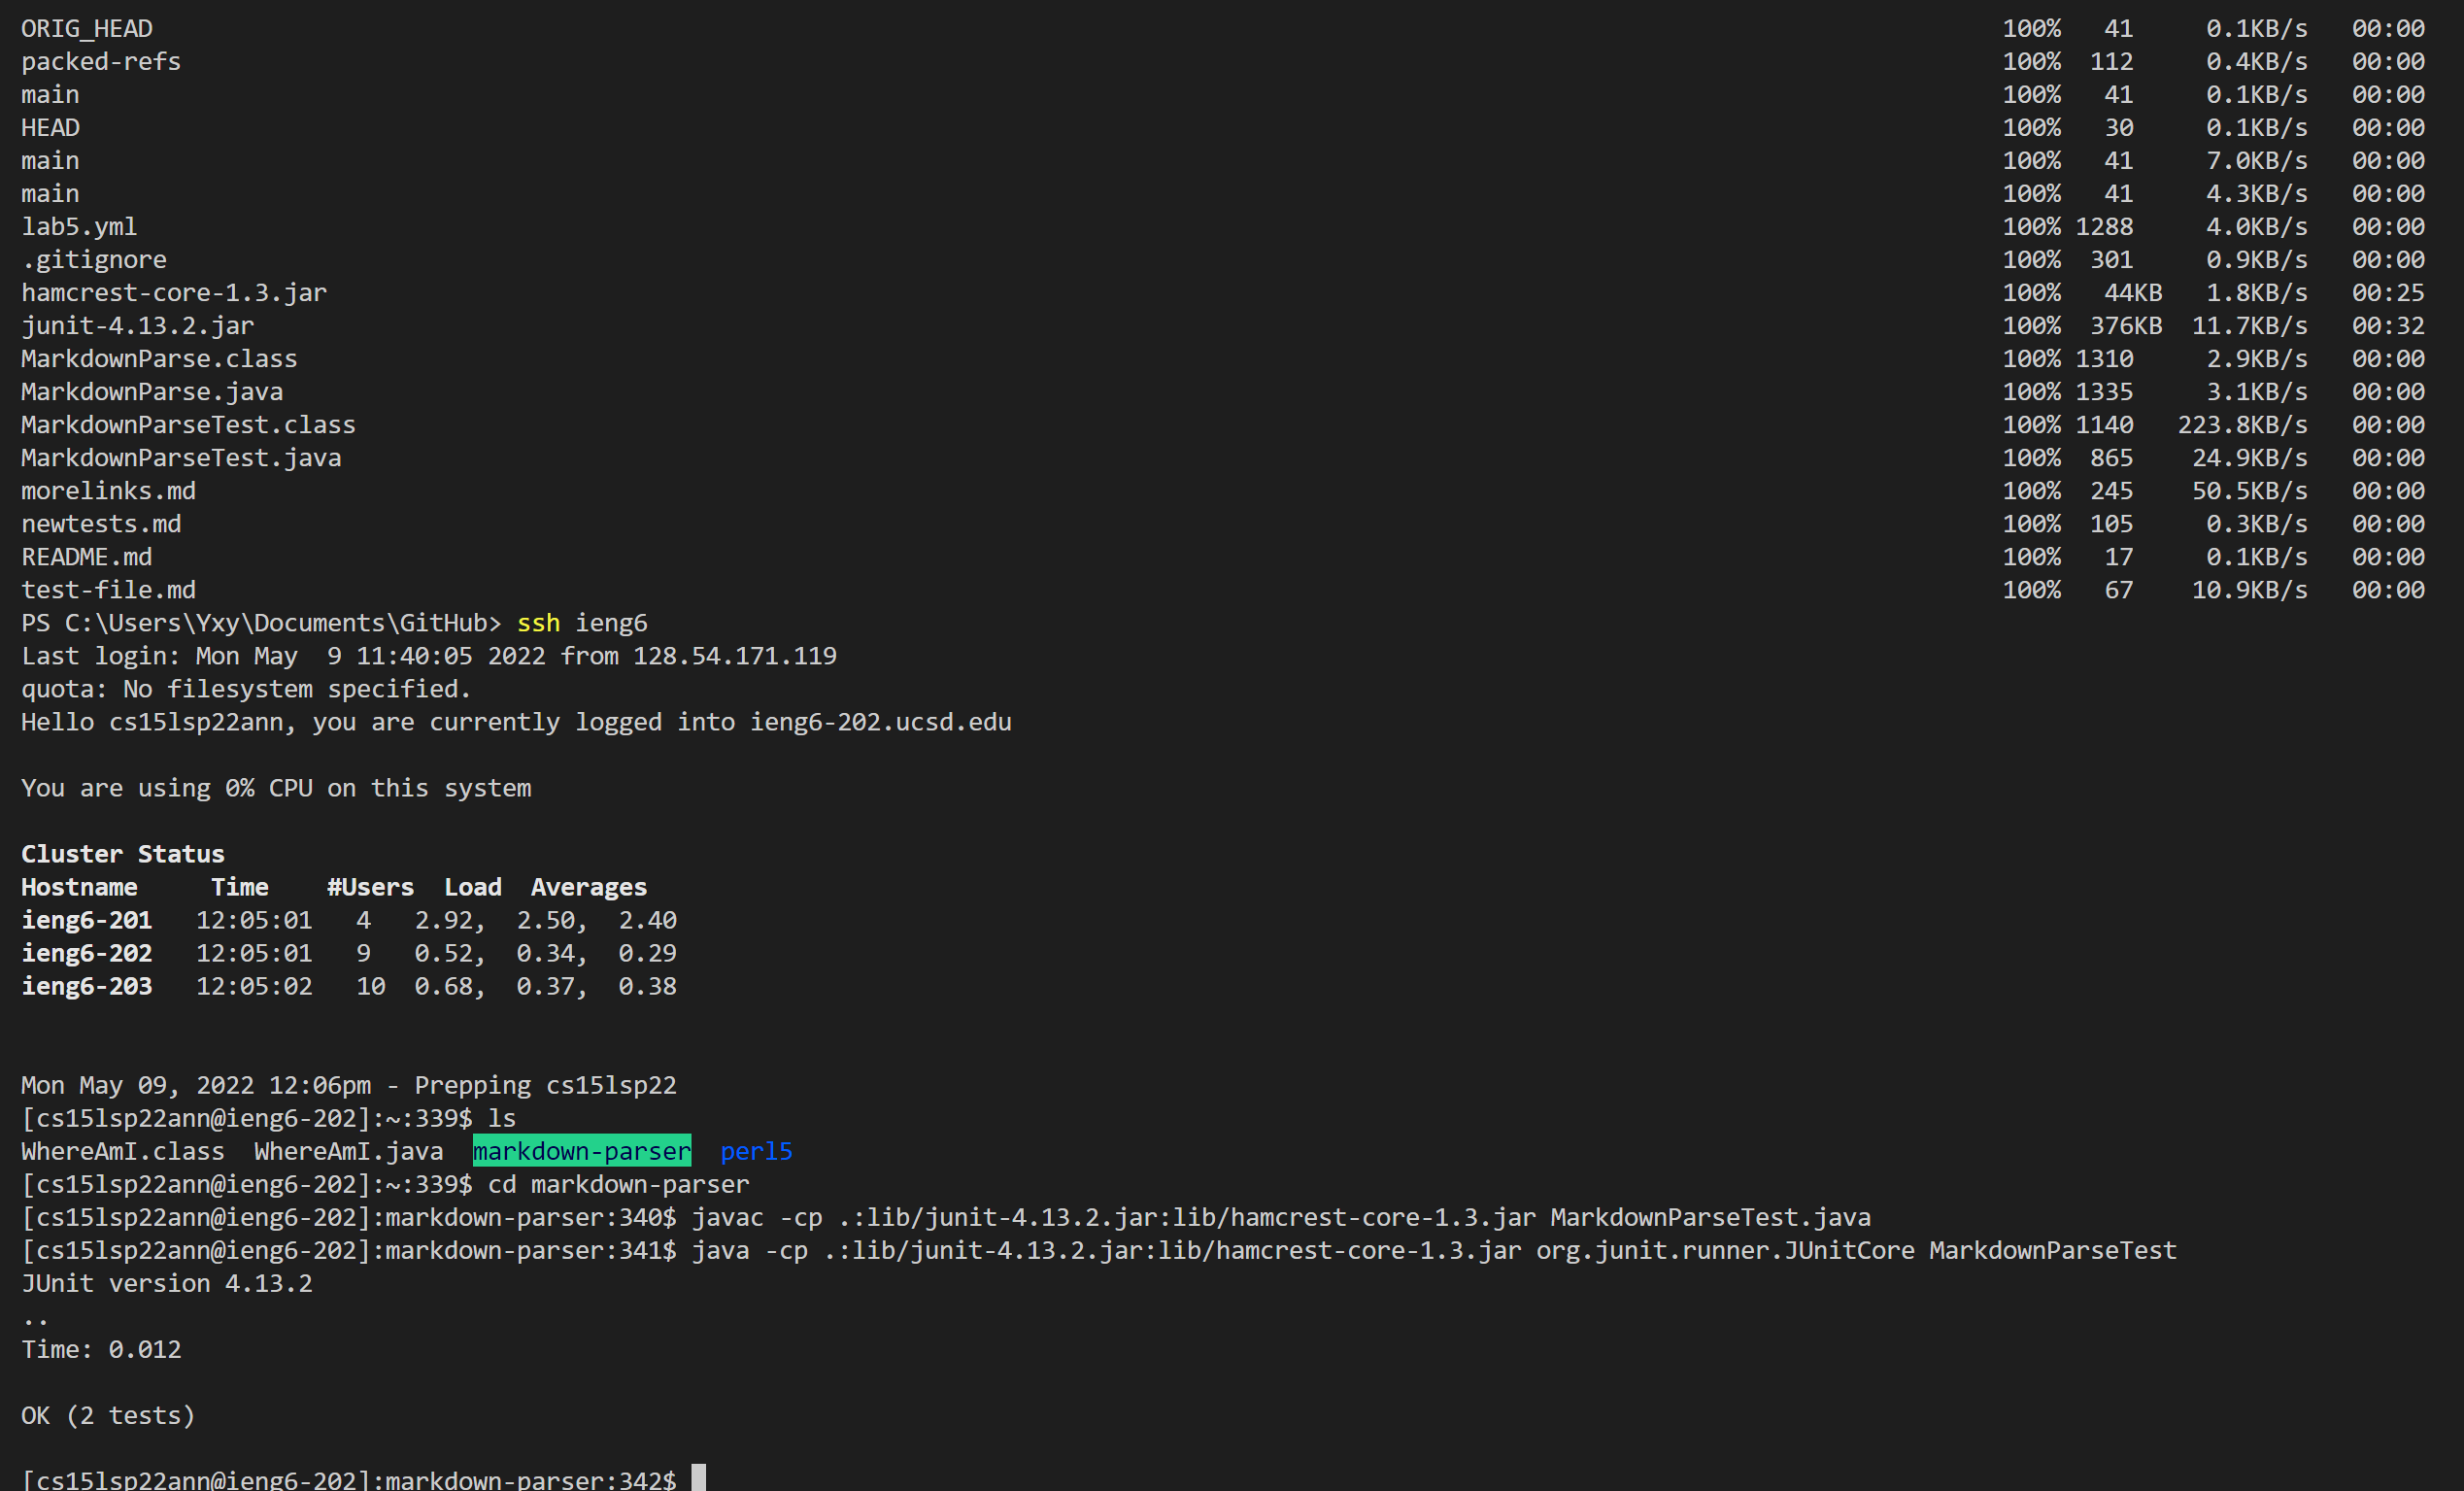 ORIG_HEAD 100% 41 0.1KB/s 00:00
packed-refs 100% 112 0.4KB/s 00:00
main 100% 41 0.1KB/s 00:00
HEAD 100% 30 0.1KB/s 00:00
main 100% 41 7.0KB/s 00:00
main 100% 41 4.3KB/s 00:00
lab5.yml 100% 1288 4.0KB/s 00:00
.gitignore 100% 301 0.9KB/s 00:00
hamcrest-core-1.3.jar 100% 44KB 1.8KB/s 00:25
junit-4.13.2.jar 100% 376KB 11.7KB/s 00:32
MarkdownParse.class 100% 1310 2.9KB/s 00:00
MarkdownParse.java 100% 1335 3.1KB/s 00:00
MarkdownParseTest.class 100% 1140 223.8KB/s 00:00
MarkdownParseTest.java 100% 865 24.9KB/s 00:00
morelinks.md 100% 245 50.5KB/s 00:00
newtests.md 100% 105 0.3KB/s 00:00
README.md 100% 17 0.1KB/s 00:00
test-file.md 100% 67 10.9KB/s 00:00
PS C:\Users\Yxy\Documents\GitHub> ssh ieng6
Last login: Mon May  9 11:40:05 2022 from 128.54.171.119
quota: No filesystem specified.
Hello cs15lsp22ann, you are currently logged into ieng6-202.ucsd.edu
You are using 0% CPU on this system
Cluster Status
Hostname     Time    #Users  Load  Averages
ieng6-201   12:05:01   4   2.92,  2.50,  2.40
ieng6-202   12:05:01   9   0.52,  0.34,  0.29
ieng6-203   12:05:02   10  0.68,  0.37,  0.38
Mon May 09, 2022 12:06pm - Prepping cs15lsp22
[cs15lsp22ann@ieng6-202]:~:339$ ls
WhereAmI.class  WhereAmI.java  markdown-parser  perl5
[cs15lsp22ann@ieng6-202]:~:339$ cd markdown-parser
[cs15lsp22ann@ieng6-202]:markdown-parser:340$ javac -cp .:lib/junit-4.13.2.jar:lib/hamcrest-core-1.3.jar MarkdownParseTest.java
[cs15lsp22ann@ieng6-202]:markdown-parser:341$ java -cp .:lib/junit-4.13.2.jar:lib/hamcrest-core-1.3.jar org.junit.runner.JUnitCore MarkdownParseTest
JUnit version 4.13.2
..
Time: 0.012
OK (2 tests)
[cs15lsp22ann@ieng6-202]:markdown-parser:342$